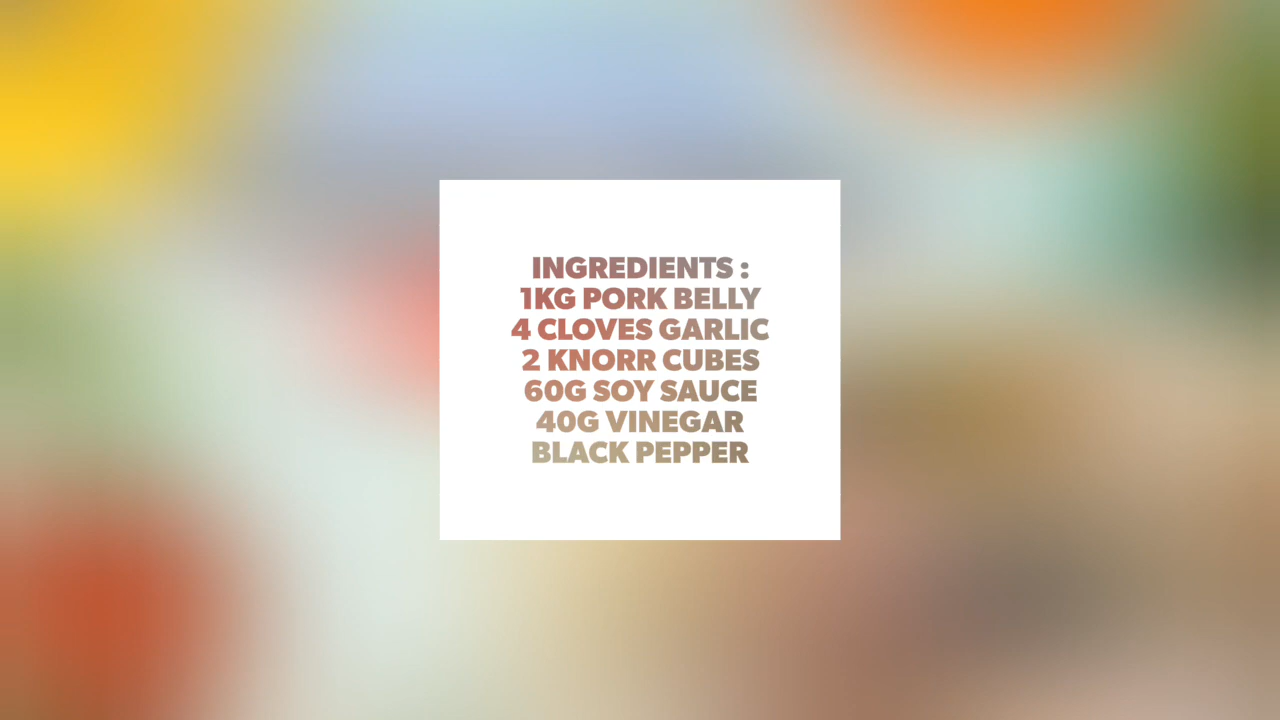 INGREDIENTS :
1KG PORK BELLY
4 CLOVES GARLIC
2 KNORR CUBES
60G SOY SAUCE
40G VINEGAR
BLACK PEPPER